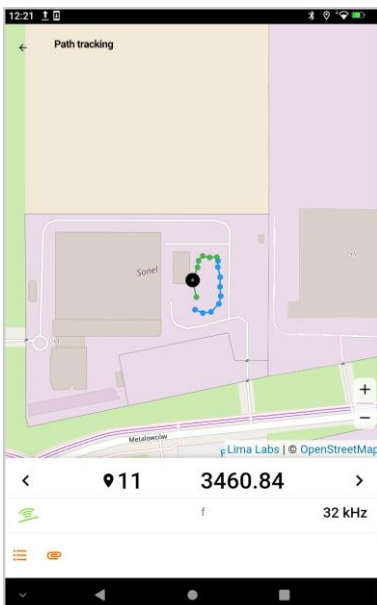 12:21
Path tracking
Sonel
Metalowców
Lima Labs | © OpenStreetMap
+
−
< 11 3460.84 >
f 32 kHz